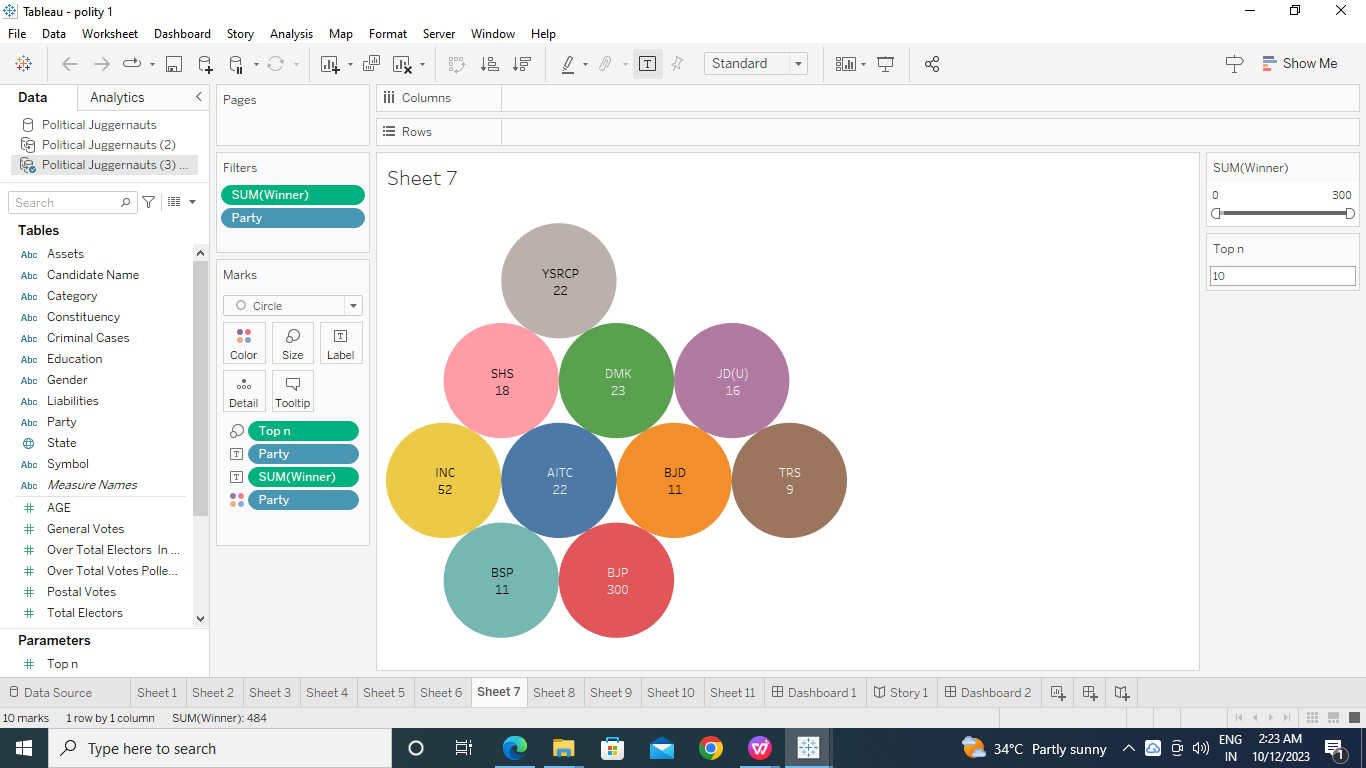 Tableau - polity 1
File Data Worksheet Dashboard Story Analysis Map Format Server Window Help
Standard
Show Me
Data Analytics
Political Juggernauts
Political Juggernauts (2)
Political Juggernauts (3) ...
Search
Tables
Abc Assets
Abc Candidate Name
Abc Category
Abc Constituency
Abc Criminal Cases
Abc Education
Abc Gender
Abc Liabilities
Abc Party
State
Abc Symbol
Abc Measure Names
# AGE
# General Votes
# Over Total Electors In ...
# Over Total Votes Polle...
# Postal Votes
# Total Electors
Parameters
# Top n
Pages
Filters
SUM(Winner)
Party
Marks
Circle
Color Size Label
Detail Tooltip
Top n
Party
SUM(Winner)
Party
Columns
Rows
Sheet 7
YSRCP
22
SHS
18
DMK
23
JD(U)
16
INC
52
AITC
22
BJD
11
TRS
9
BSP
11
BJP
300
SUM(Winner)
0 300
Top n
10
Data Source Sheet 1 Sheet 2 Sheet 3 Sheet 4 Sheet 5 Sheet 6 Sheet 7 Sheet 8 Sheet 9 Sheet 10 Sheet 11 Dashboard 1 Story 1 Dashboard 2
10 marks 1 row by 1 column SUM(Winner): 484
Type here to search
34°C Partly sunny
ENG
IN
2:23 AM
10/12/2023
1